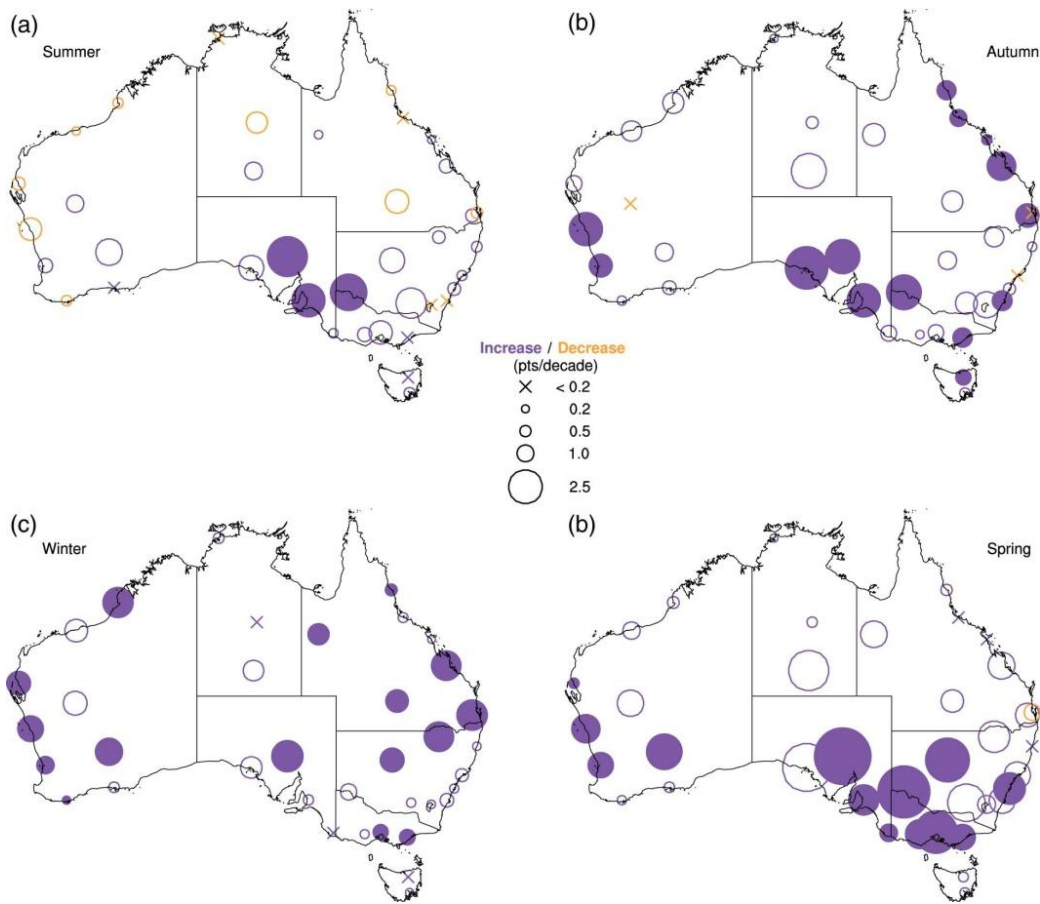 (a)
Summer
(b)
Autumn
Increase / Decrease
(pts/decade)
< 0.2
0.2
0.5
1.0
2.5
(c)
Winter
(b)
Spring